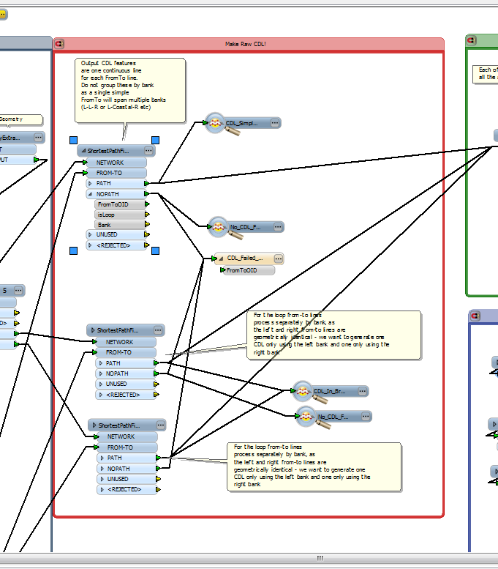 Make Raw CDL!
Output CDL features
are one continuous line
for each FromTo line.
Do not group these by bank
as a single simple
FromTo will span multiple banks
(L-L-R or L-Coastal-R etc)
Each of
all the
CDL_Simpl...
ShortestPathFi...
NETWORK
FROM-TO
PATH
NOPATH
FromToOID
isLoop
Bank
UNUSED
<REJECTED>
No_CDL_F...
CDL_Failed_...
FromToOID
S
For the loop from-to lines
process separately by bank, as
the left and right from-to lines are
geometrically identical - we want to generate one
CDL only using the left bank and one only using the
right bank
ShortestPathFi...
NETWORK
FROM-TO
PATH
NOPATH
UNUSED
<REJECTED>
CDL_In_Br...
No_CDL_F...
ShortestPathFi...
NETWORK
FROM-TO
PATH
NOPATH
UNUSED
<REJECTED>
For the loop from-to lines
process separately by bank, as
the left and right from-to lines are
geometrically identical - we want to generate one
CDL only using the left bank and one only using the
right bank